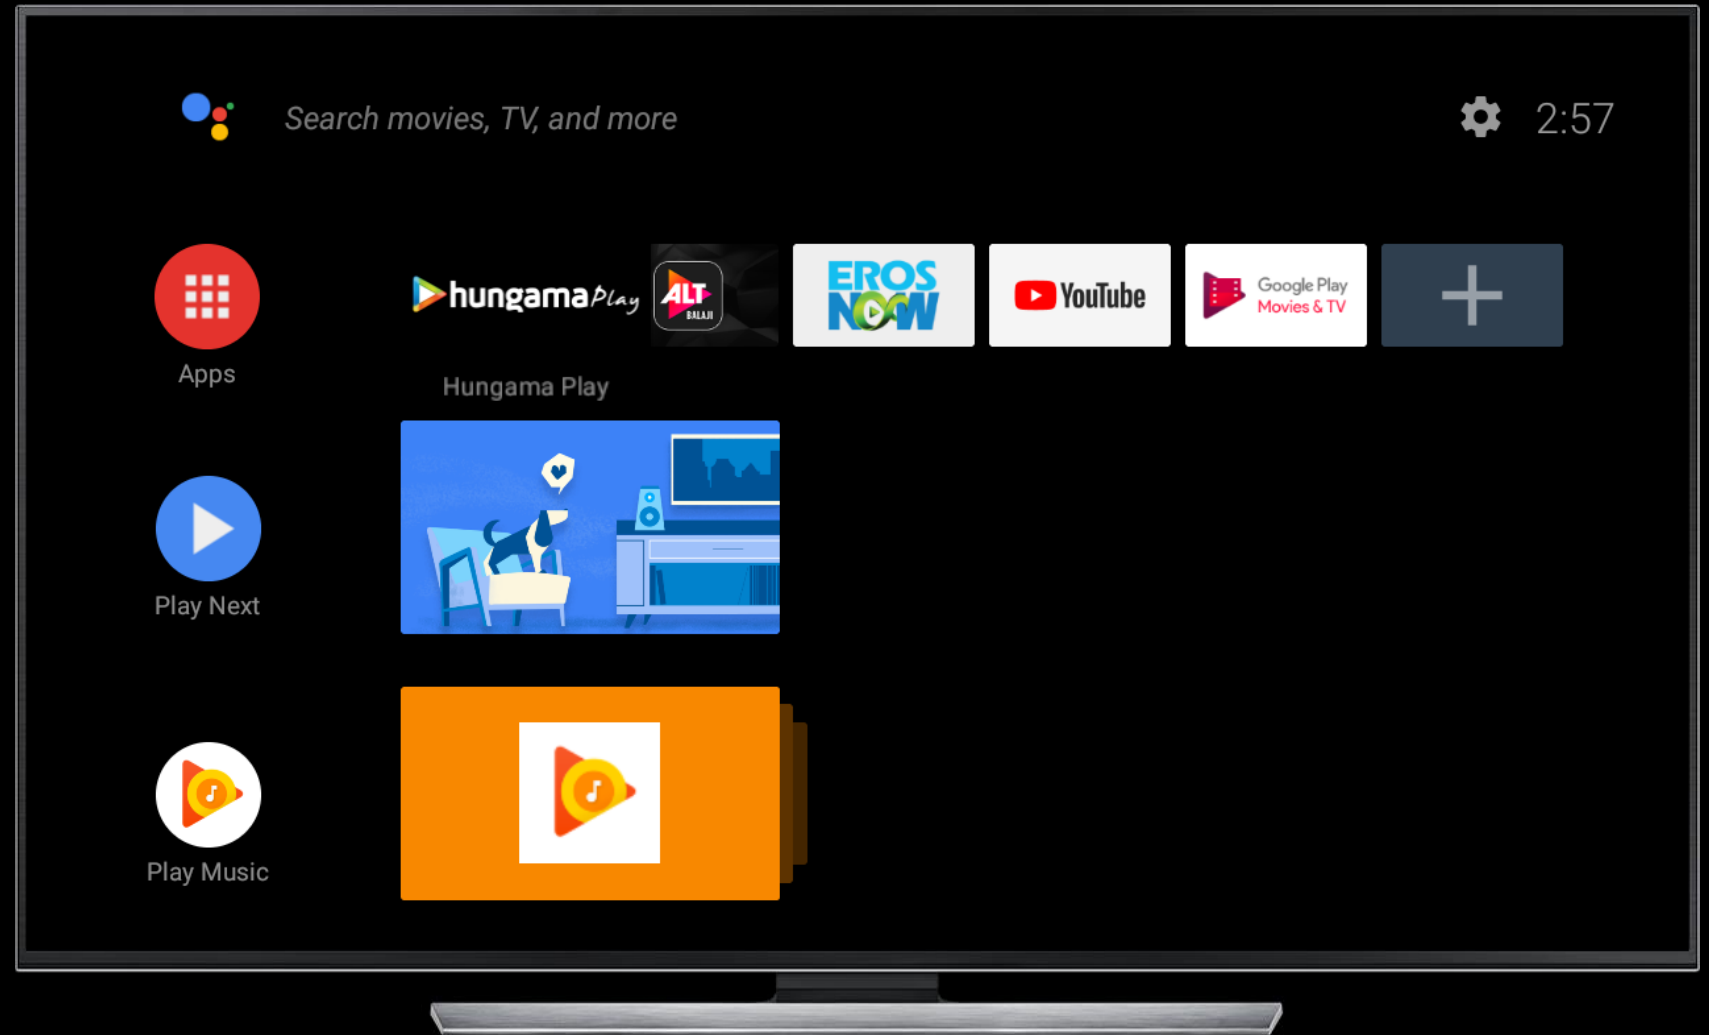 Search movies, TV, and more
2:57
Apps
hungama Play
ALT
BALAJI
EROS
NOW
YouTube
Google Play
Movies & TV
Hungama Play
Play Next
Play Music